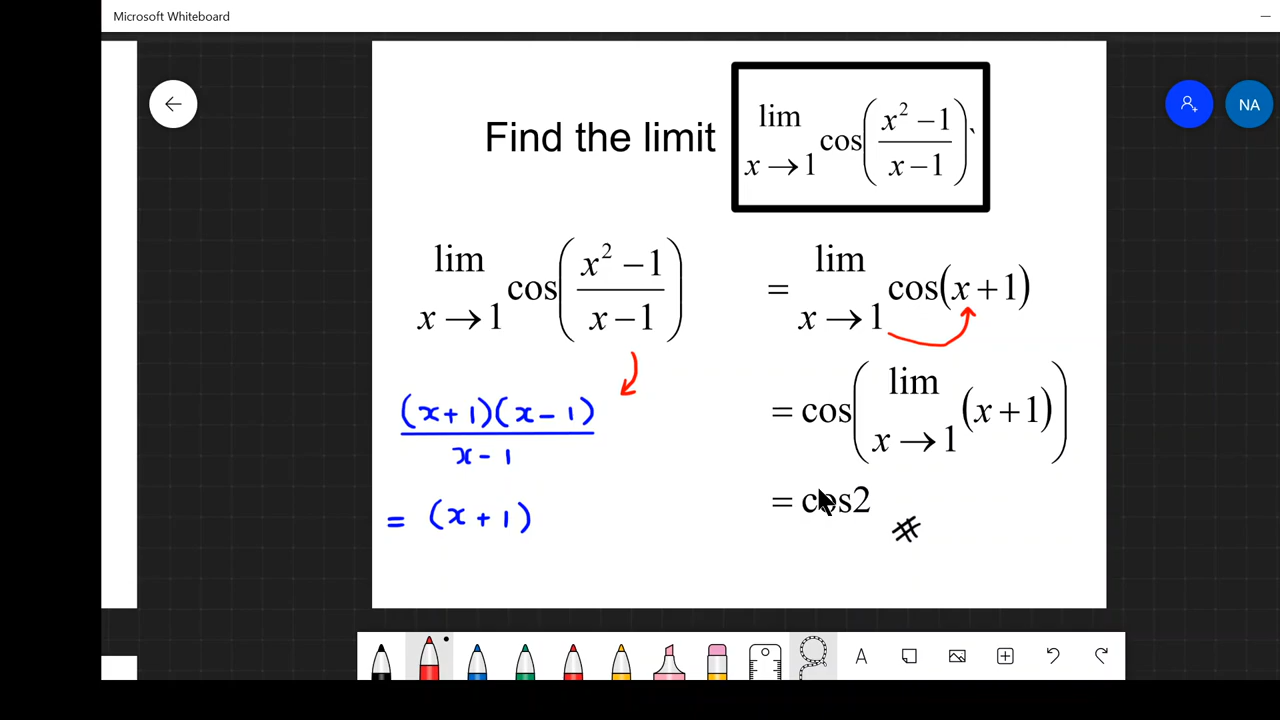 Microsoft Whiteboard
NA
Find the limit lim x→1 cos(x² −1 / x−1)`
lim x→1 cos(x² −1 / x−1)
(x+1)(x−1) / x−1
= (x+1)
= lim x→1 cos(x+1)
= cos(lim x→1 (x+1))
= cos2
#
A